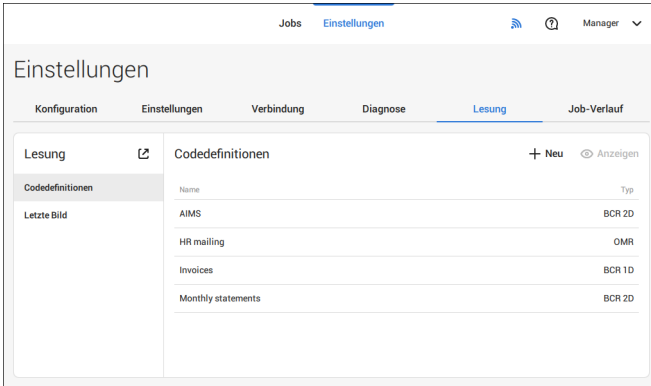 Jobs Einstellungen Manager
Einstellungen
Konfiguration Einstellungen Verbindung Diagnose Lesung Job-Verlauf
Lesung
Codedefinitionen
Letzte Bild
Codedefinitionen Neu Anzeigen
Name Typ
AIMS BCR 2D
HR mailing OMR
Invoices BCR 1D
Monthly statements BCR 2D